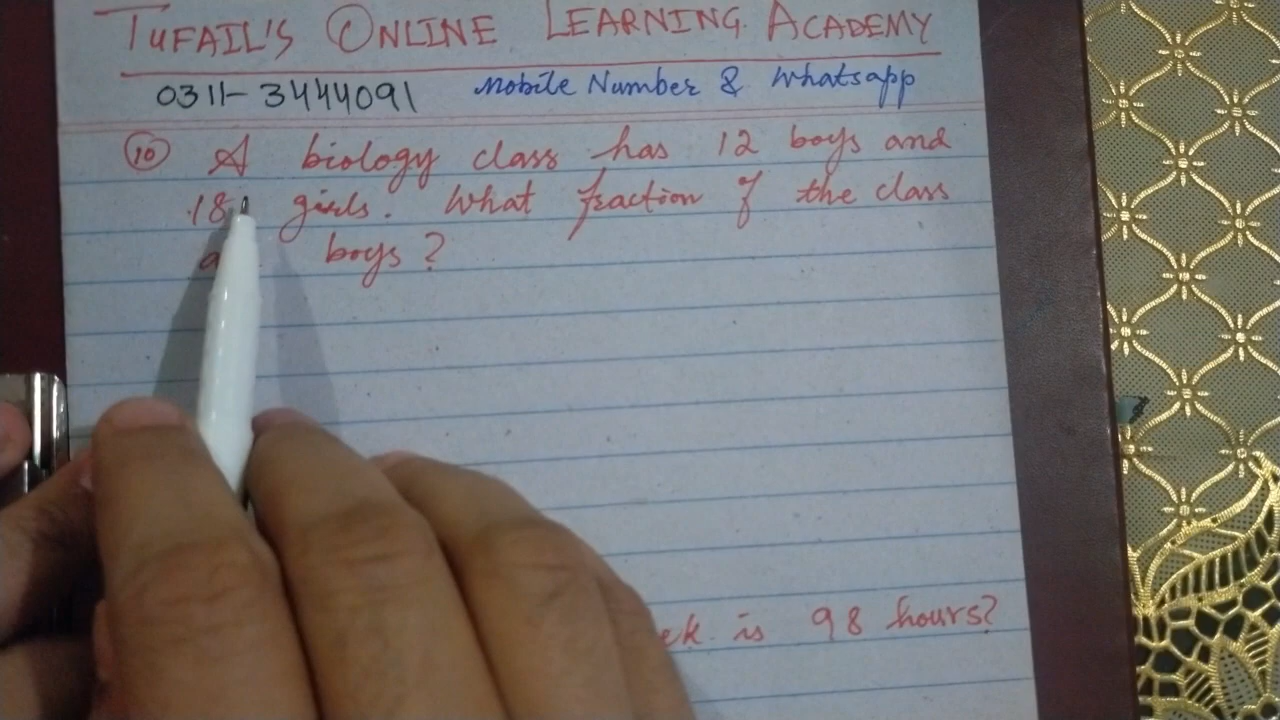 TUFAIL'S ONLINE LEARNING ACADEMY
0311-3444091 Mobile Number & Whatsapp
10 A biology class has 12 boys and
18 girls. What fraction of the class
boys?
is 98 hours?